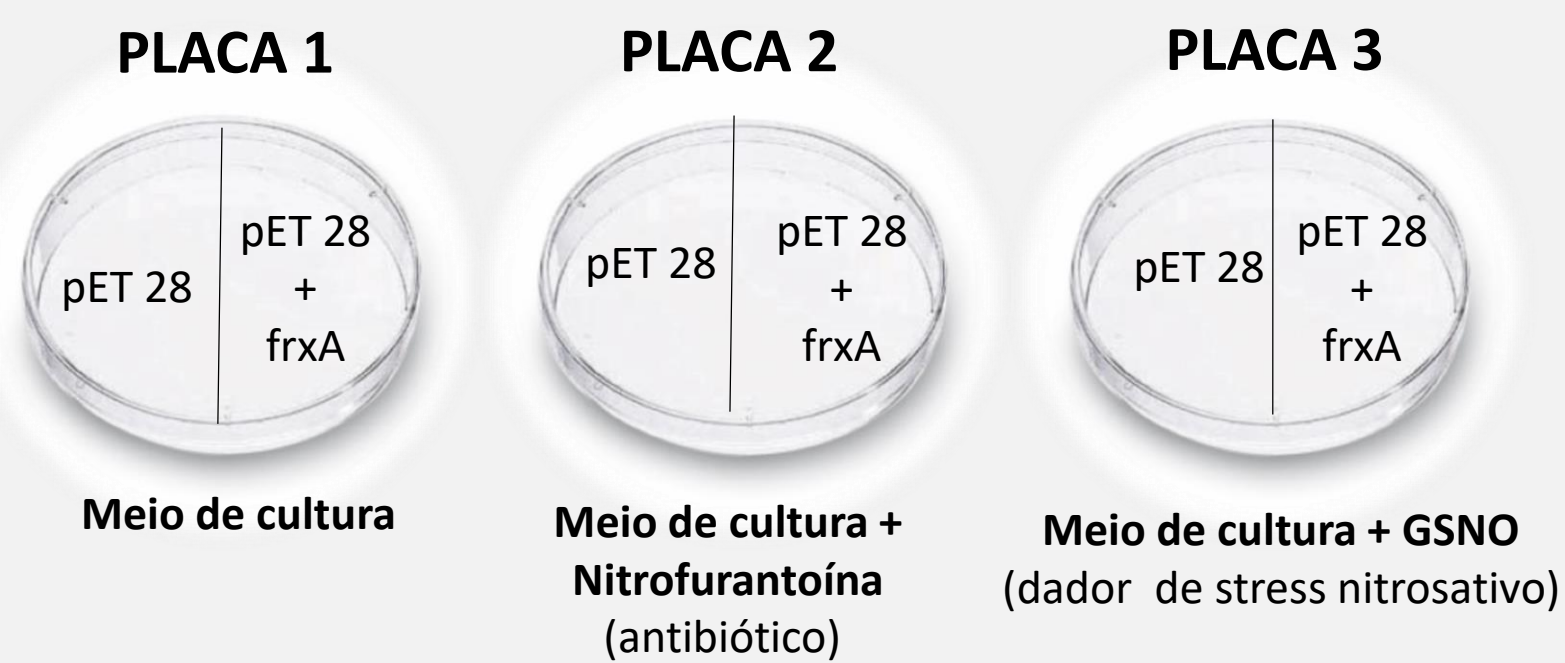 PLACA 1
pET 28
pET 28
+
frxA
Meio de cultura
PLACA 2
pET 28
pET 28
+
frxA
Meio de cultura +
Nitrofurantoína
(antibiótico)
PLACA 3
pET 28
pET 28
+
frxA
Meio de cultura + GSNO
(dador de stress nitrosativo)